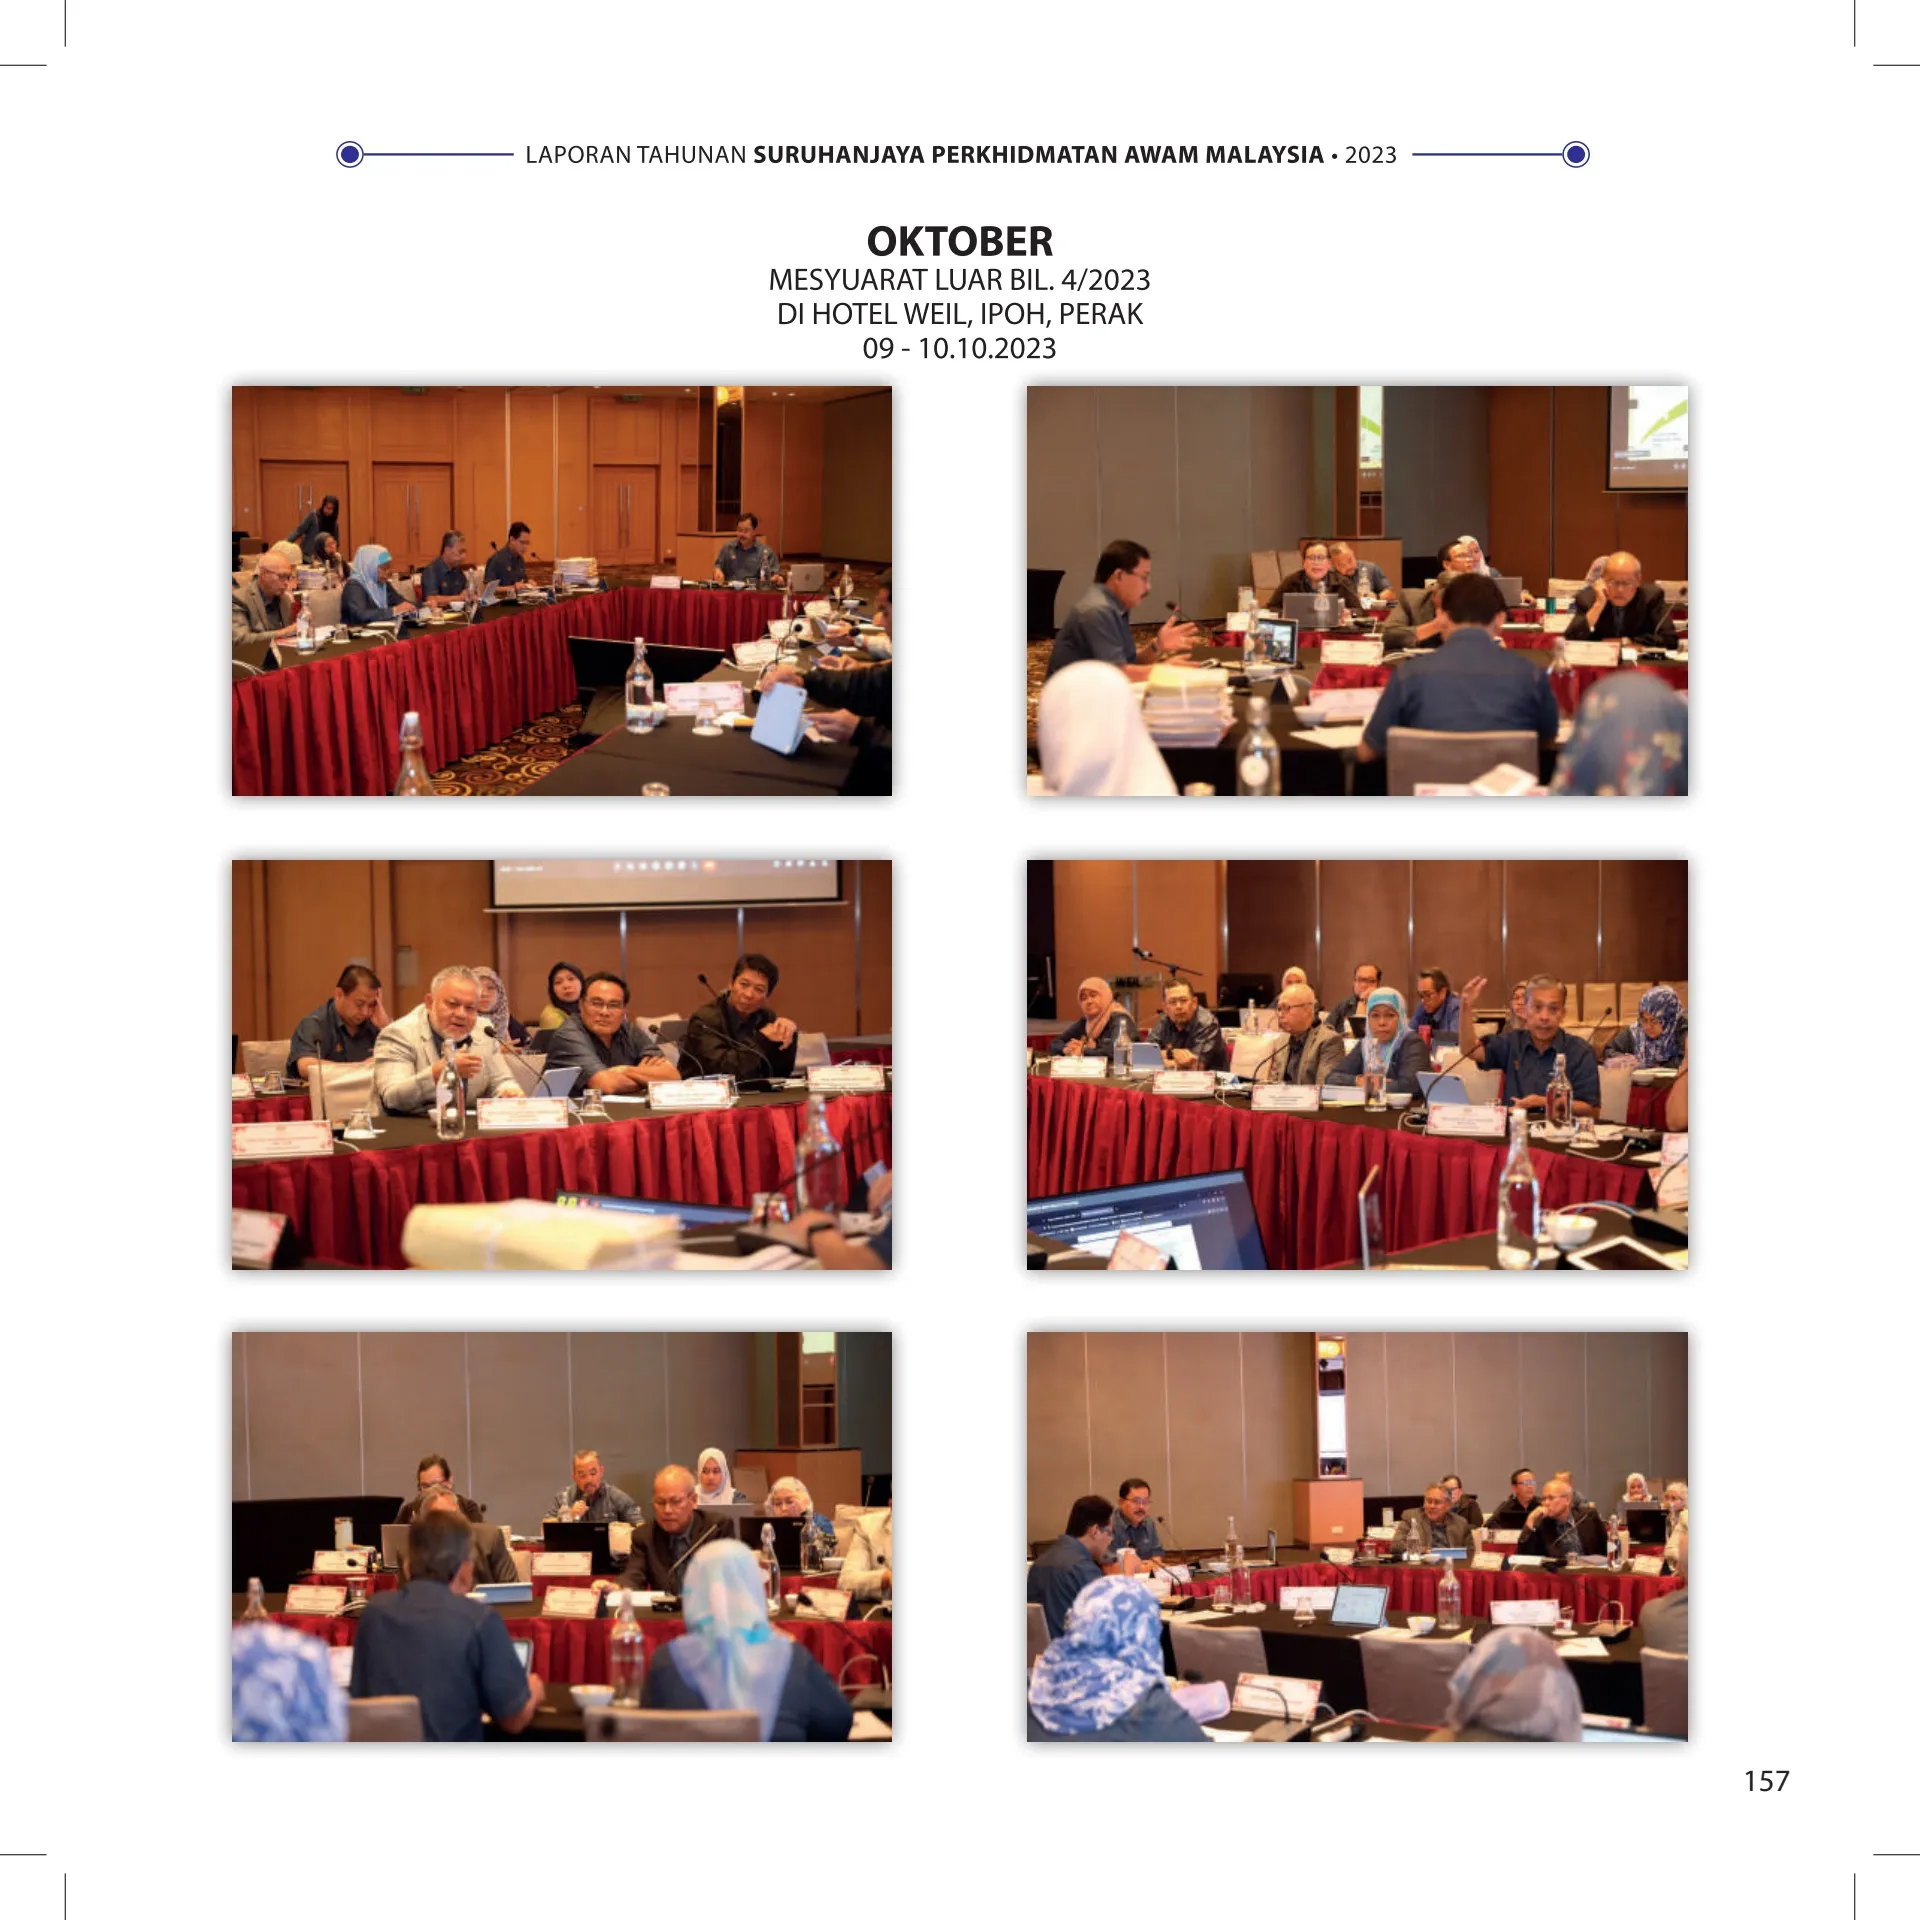 LAPORAN TAHUNAN SURUHANJAYA PERKHIDMATAN AWAM MALAYSIA • 2023
OKTOBER
MESYUARAT LUAR BIL. 4/2023
DI HOTEL WEIL, IPOH, PERAK
09 - 10.10.2023
157